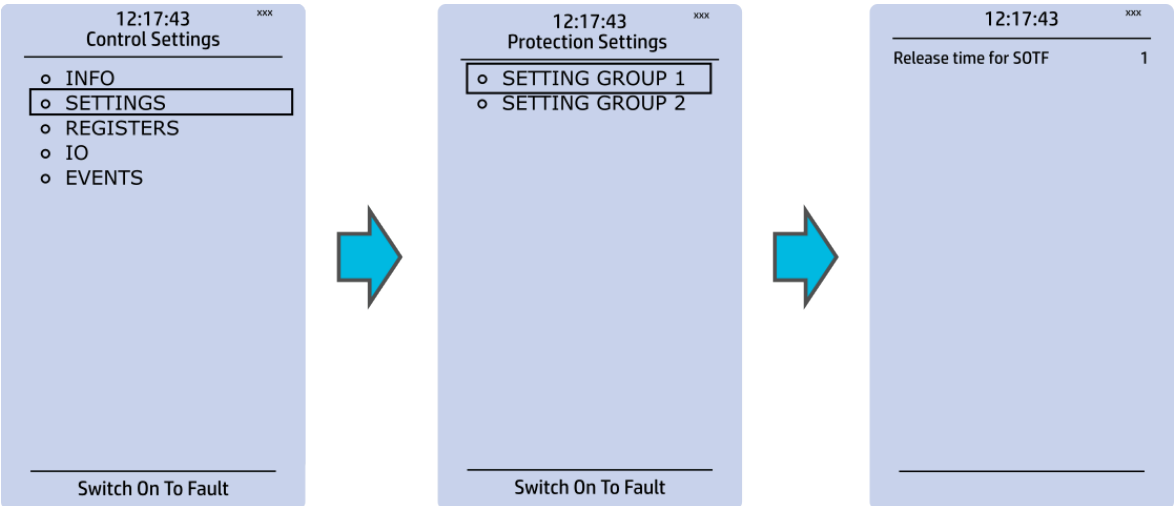 12:17:43 xxx
Control Settings
INFO
SETTINGS
REGISTERS
IO
EVENTS
Switch On To Fault
12:17:43 xxx
Protection Settings
SETTING GROUP 1
SETTING GROUP 2
Switch On To Fault
12:17:43 xxx
Release time for SOTF 1